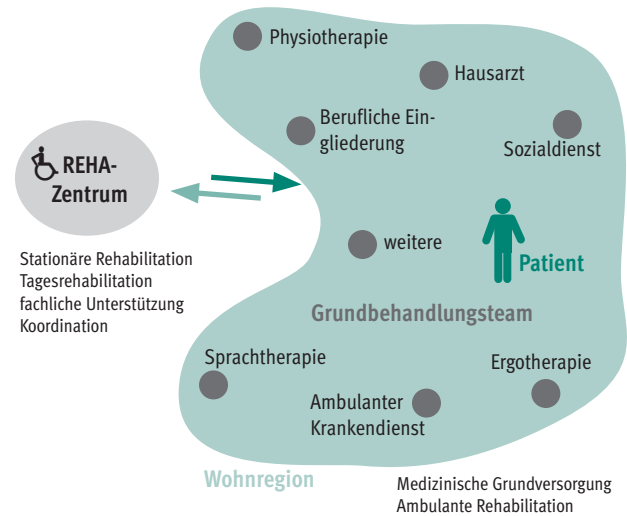 Physiotherapie
Hausarzt
Berufliche Ein-
gliederung
Sozialdienst
REHA-
Zentrum
Stationäre Rehabilitation
Tagesrehabilitation
fachliche Unterstützung
Koordination
weitere
Patient
Grundbehandlungsteam
Sprachtherapie
Ergotherapie
Ambulanter
Krankendienst
Wohnregion
Medizinische Grundversorgung
Ambulante Rehabilitation